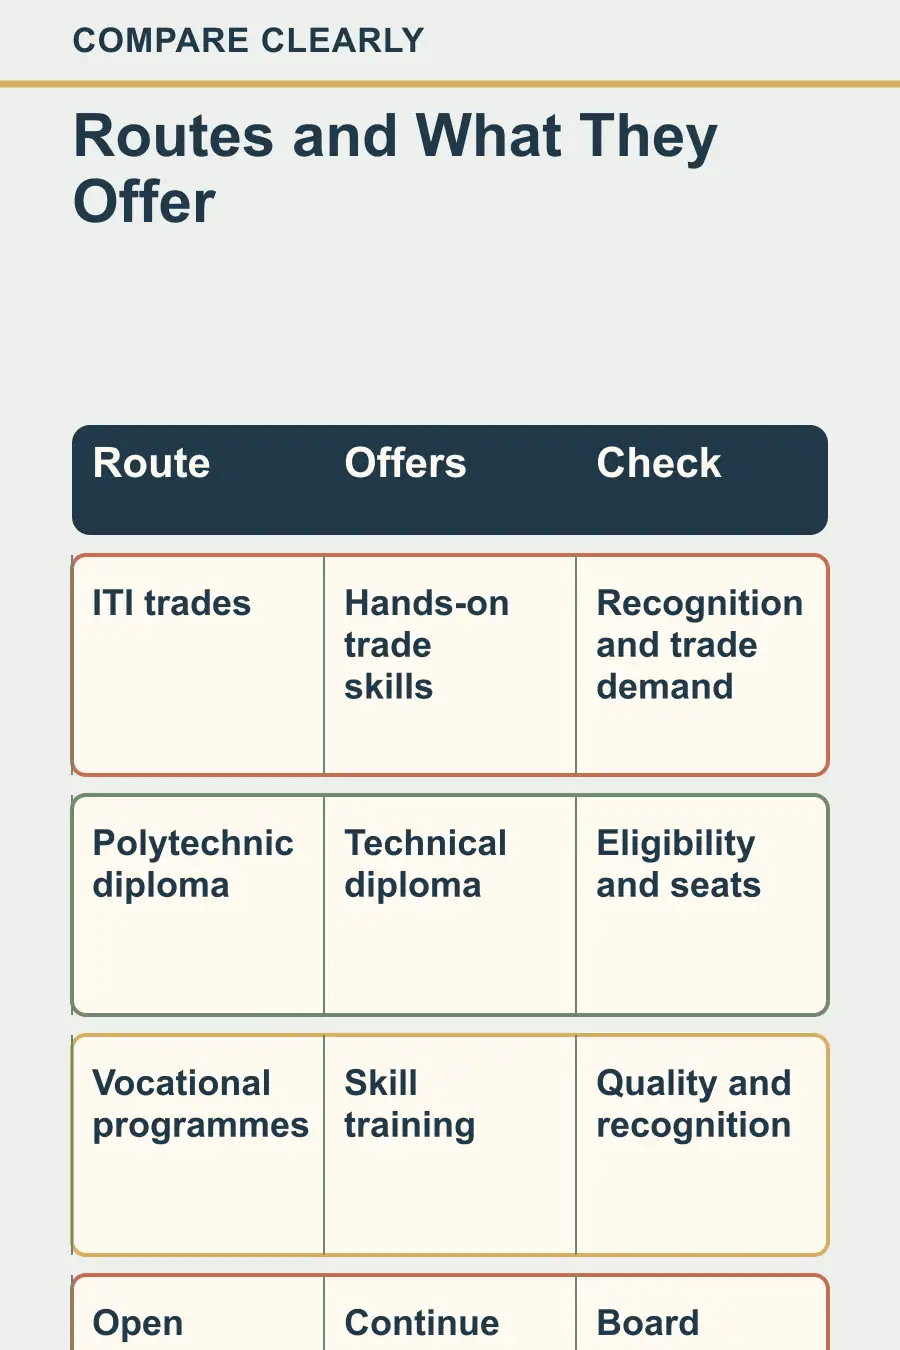 COMPARE CLEARLY
Routes and What They
Offer
Route Offers Check
ITI trades Hands-on Recognition
trade and trade
skills demand
Polytechnic Technical Eligibility
diploma diploma and seats
Vocational Skill Quality and
programmes training recognition
Open Continue Board